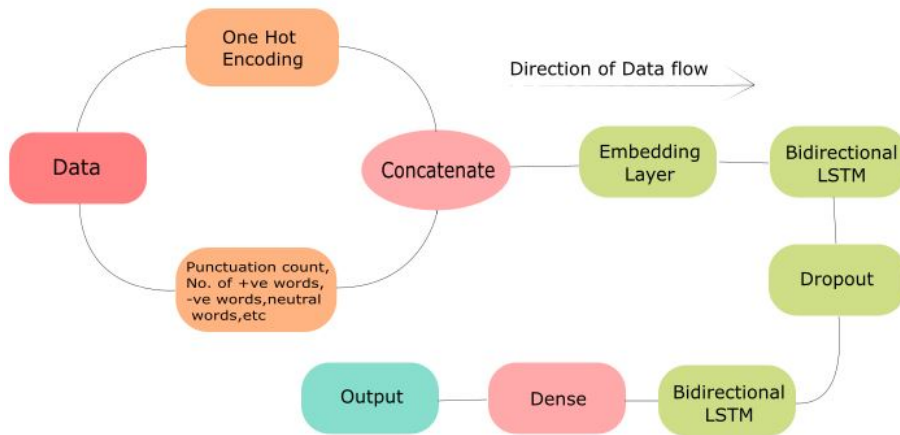 One Hot
Encoding
Direction of Data flow
Data
Concatenate
Embedding
Layer
Bidirectional
LSTM
Punctuation count,
No. of +ve words,
-ve words,neutral
words,etc
Dropout
Output
Dense
Bidirectional
LSTM